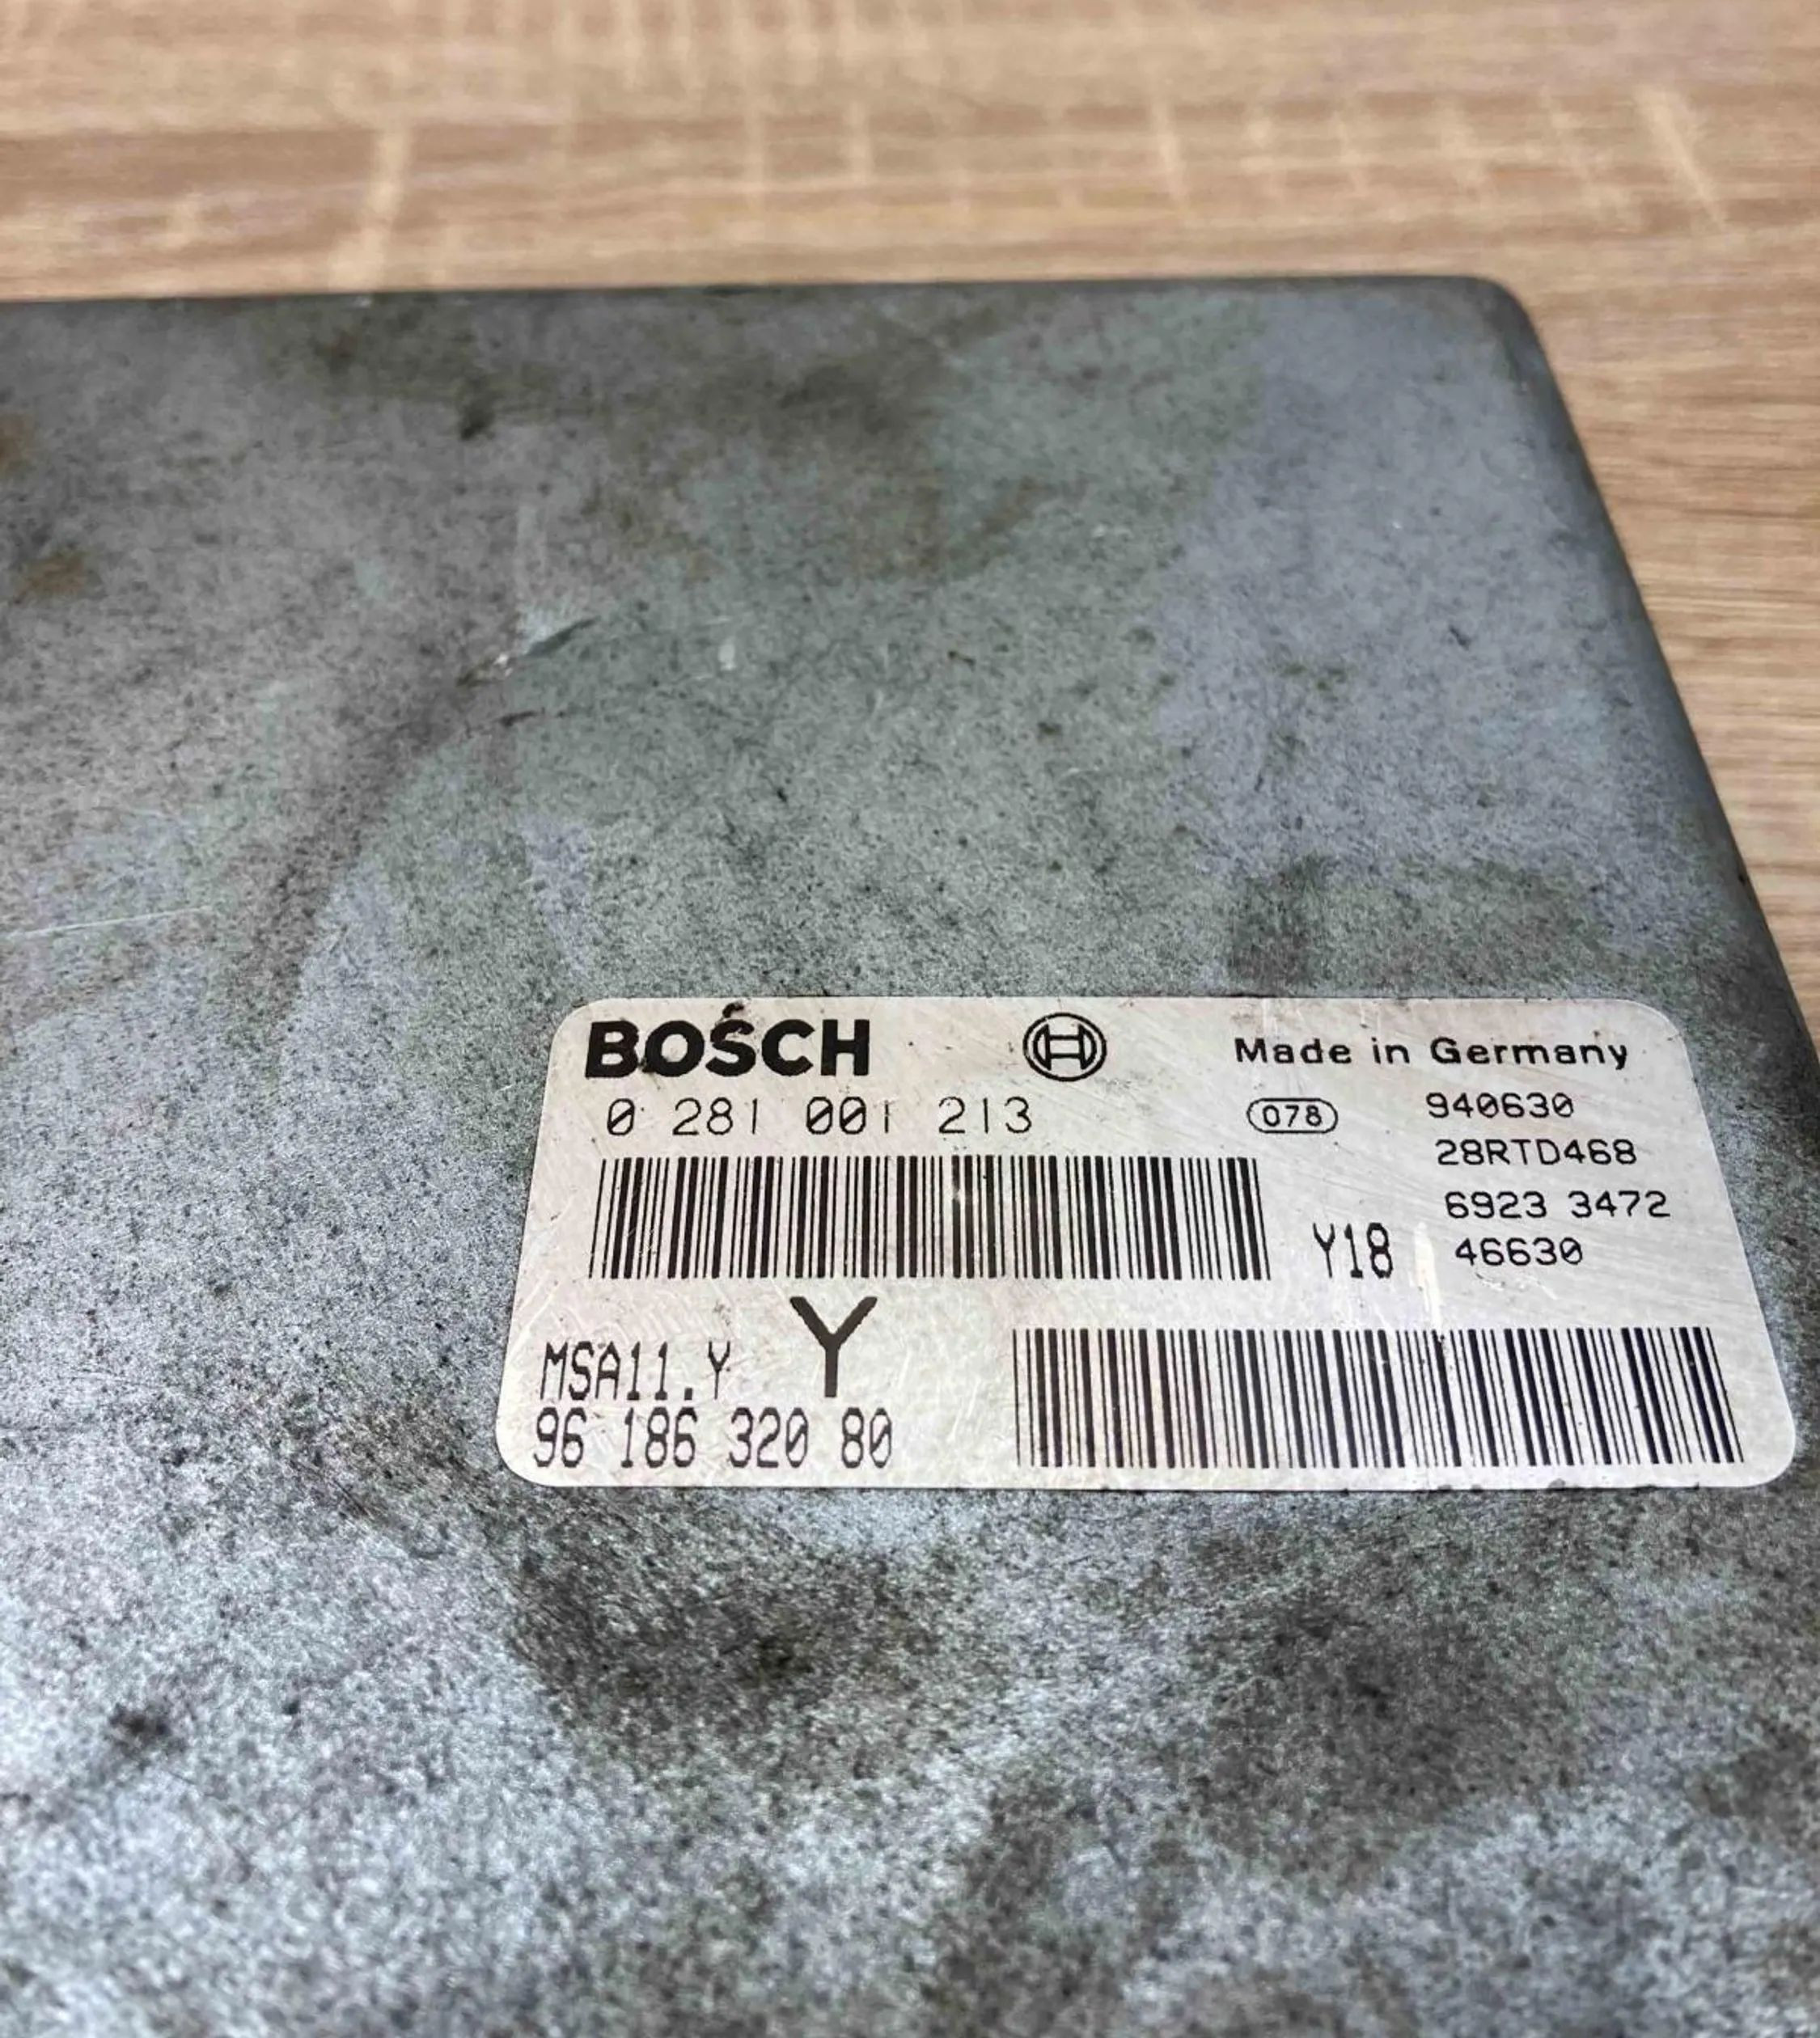 BOSCH
Made in Germany
0 281 001 213
078
940630
28RTD468
6923 3472
Y18
46630
MSA11.Y
Y
96 186 320 80